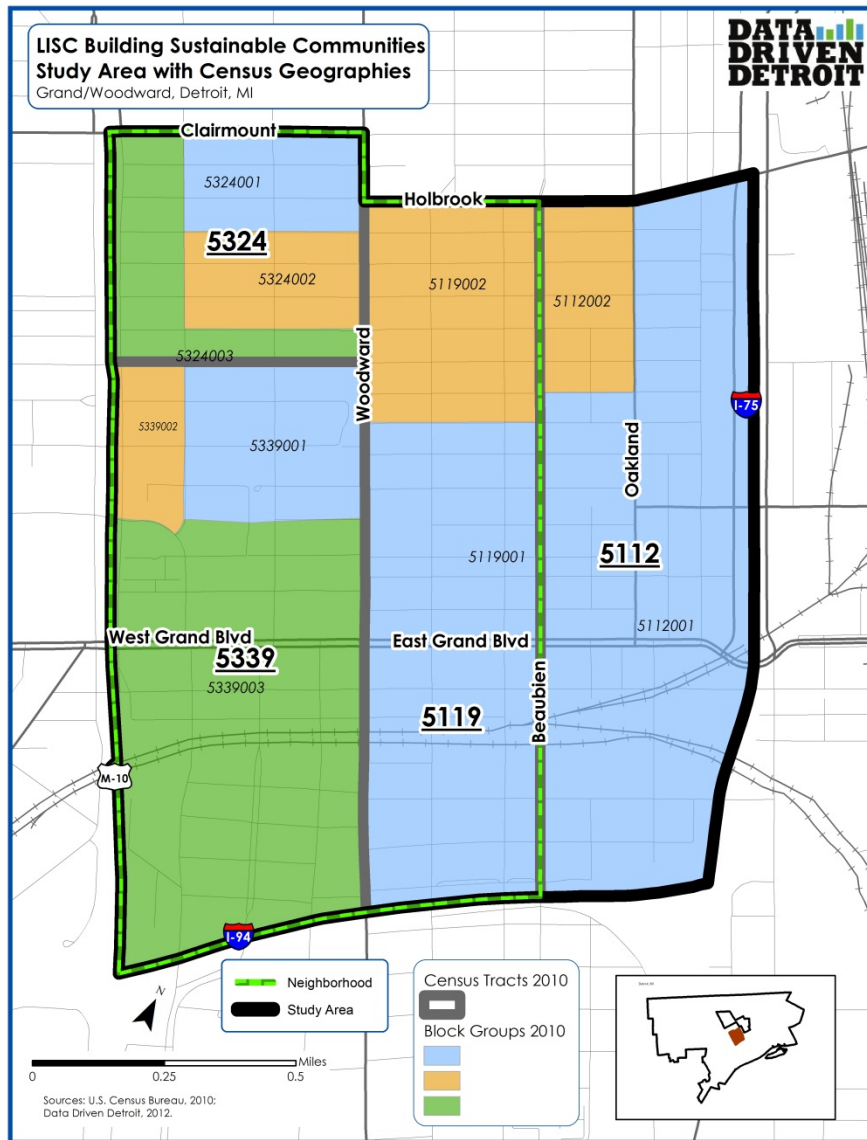 LISC Building Sustainable Communities
Study Area with Census Geographies
Grand/Woodward, Detroit, MI
DATA
DRIVEN
DETROIT
Clairmount
5324001
Holbrook
5324
5324002
5119002
5112002
5324003
Woodward
I-75
5339002
5339001
Oakland
5119001
5112
5112001
West Grand Blvd
East Grand Blvd
5339
5339003
5119
Beaubien
M-10
I-94
N
Neighborhood
Study Area
Census Tracts 2010
Block Groups 2010
Miles
0
0.25
0.5
Sources: U.S. Census Bureau, 2010;
Data Driven Detroit, 2012.